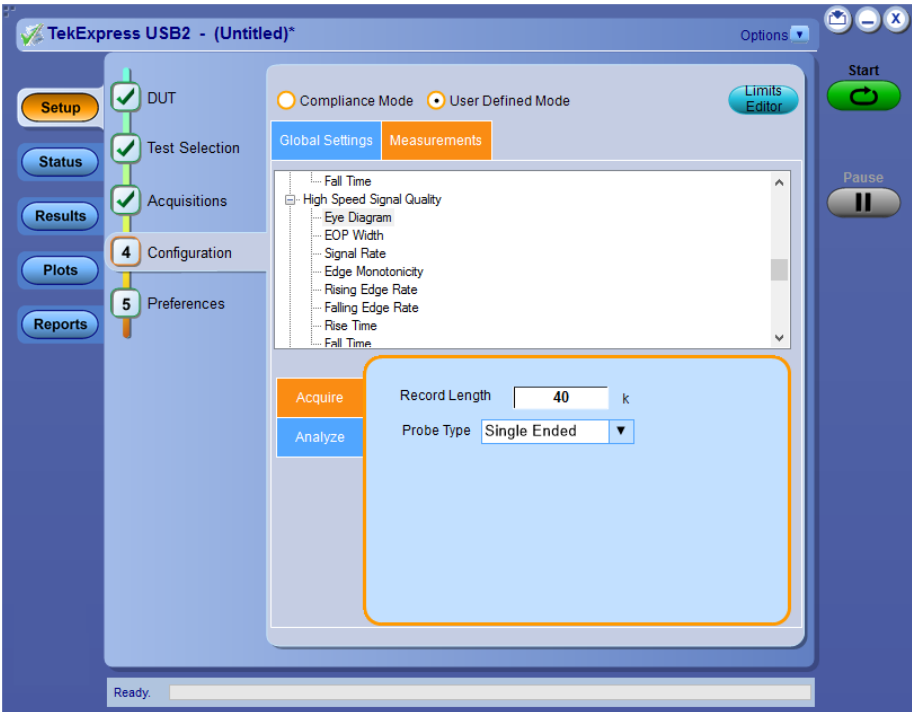 TekExpress USB2 - (Untitled)*
Options
X
Start
Pause
Setup
Status
Results
Plots
Reports
DUT
Test Selection
Acquisitions
4 Configuration
5 Preferences
Compliance Mode
User Defined Mode
Limits
Editor
Global Settings
Measurements
Fall Time
High Speed Signal Quality
Eye Diagram
EOP Width
Signal Rate
Edge Monotonicity
Rising Edge Rate
Falling Edge Rate
Rise Time
Fall Time
Acquire
Analyze
Record Length 40 k
Probe Type Single Ended
Ready.